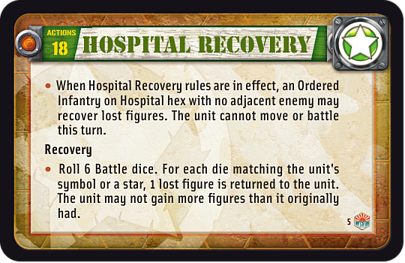 ACTIONS
18
HOSPITAL RECOVERY
• When Hospital Recovery rules are in effect, an Ordered
Infantry on Hospital hex with no adjacent enemy may
recover lost figures. The unit cannot move or battle
this turn.
Recovery
• Roll 6 Battle dice. For each die matching the unit's
symbol or a star, 1 lost figure is returned to the unit.
The unit may not gain more figures than it originally
had.
5